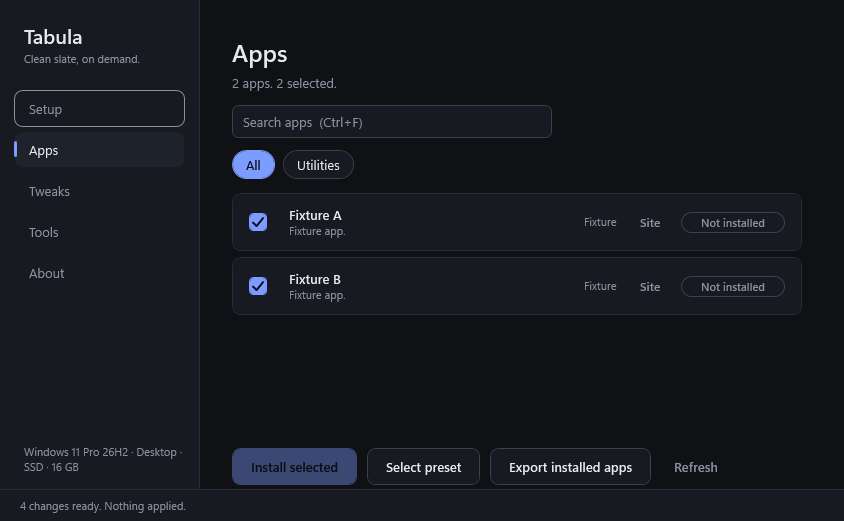 Tabula
Clean slate, on demand.
Setup
Apps
Tweaks
Tools
About
Windows 11 Pro 26H2 · Desktop ·
SSD · 16 GB
Apps
2 apps. 2 selected.
Search apps (Ctrl+F)
All
Utilities
Fixture A
Fixture app.
Fixture
Site
Not installed
Fixture B
Fixture app.
Fixture
Site
Not installed
Install selected
Select preset
Export installed apps
Refresh
4 changes ready. Nothing applied.